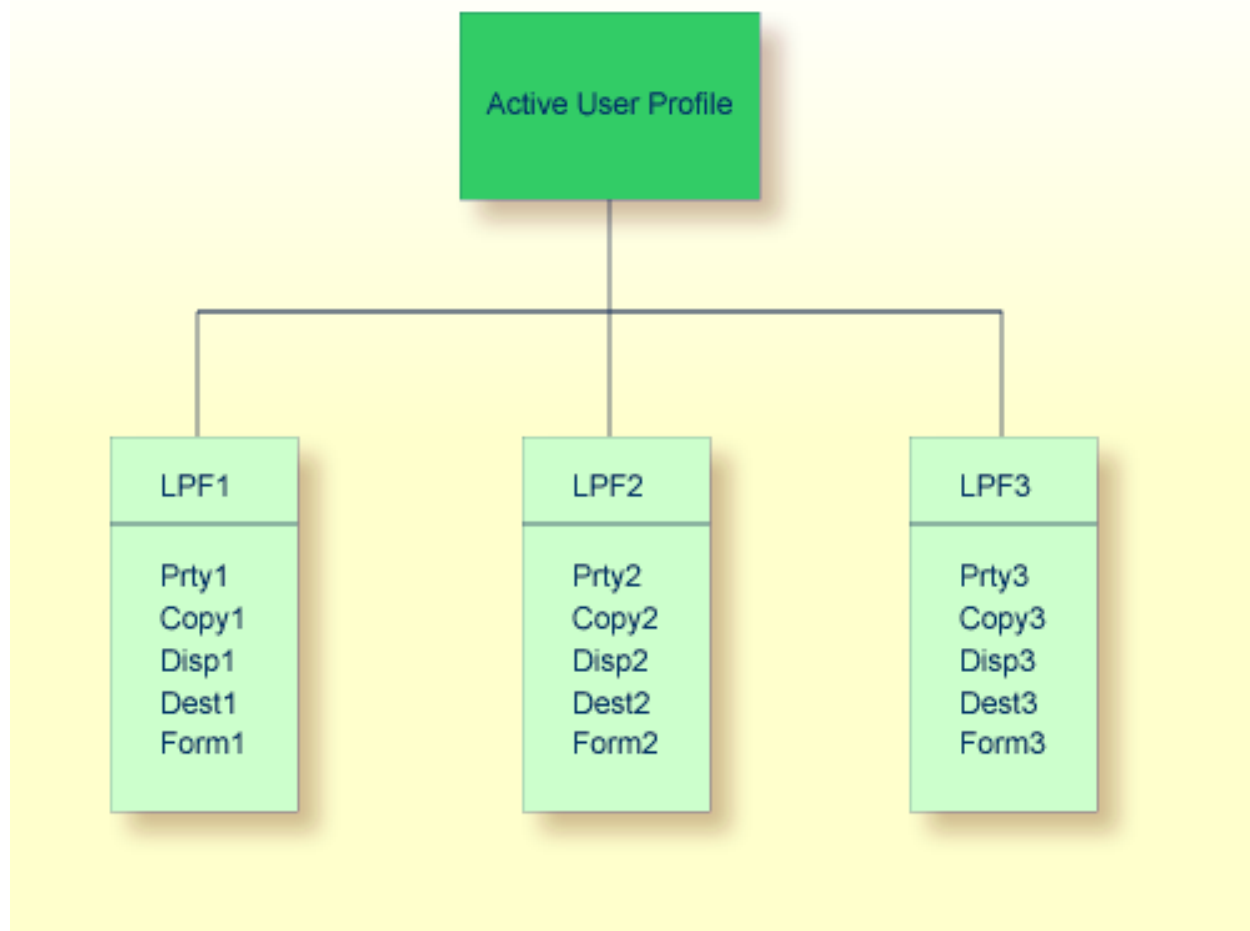 Active User Profile
LPF1
Prty1
Copy1
Disp1
Dest1
Form1
LPF2
Prty2
Copy2
Disp2
Dest2
Form2
LPF3
Prty3
Copy3
Disp3
Dest3
Form3